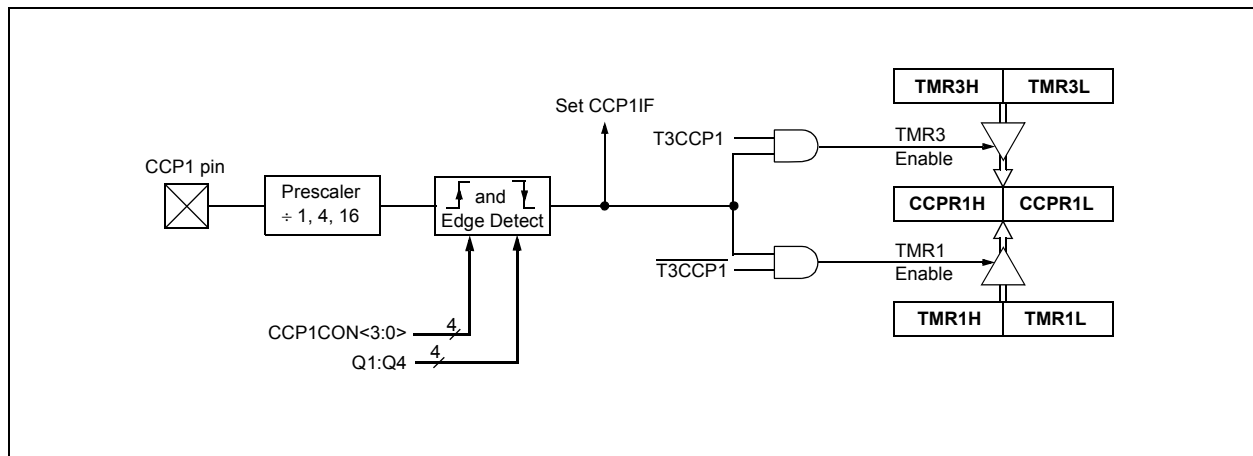 TMR3H TMR3L
Set CCP1IF
T3CCP1
TMR3
Enable
CCP1 pin
Prescaler
÷ 1, 4, 16
and
Edge Detect
CCPR1H CCPR1L
T3CCP1
TMR1
Enable
TMR1H TMR1L
CCP1CON<3:0>
4
Q1:Q4
4